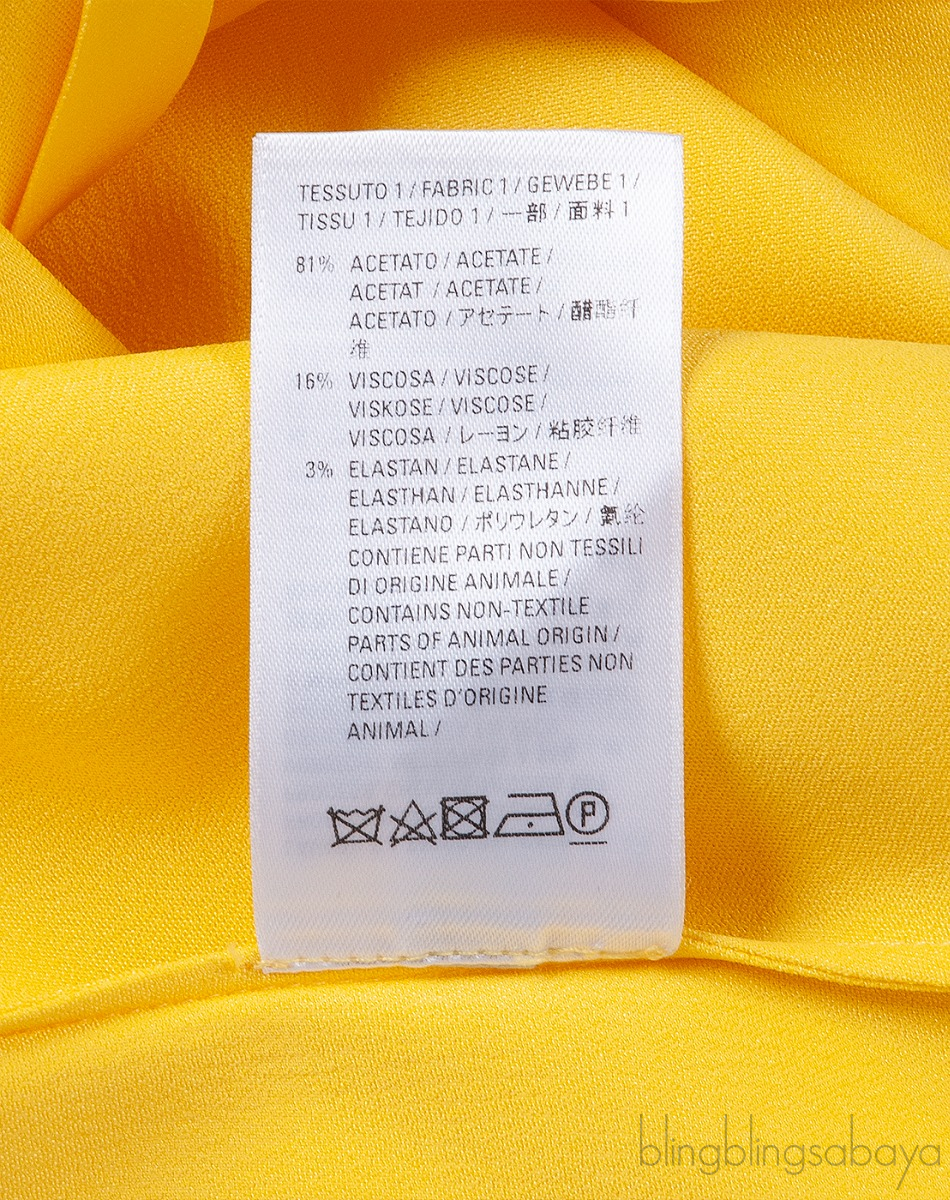 TESSUTO 1 / FABRIC 1 / GEWEBE 1 /
TISSU 1 / TEJIDO 1 / 一部 / 面料 1
81% ACETATO / ACETATE /
ACETAT / ACETATE /
ACETATO / アセテート / 醋酯纤
维
16% VISCOSA / VISCOSE /
VISKOSE / VISCOSE /
VISCOSA / レーヨン / 粘胶纤维
3% ELASTAN / ELASTANE /
ELASTHAN / ELASTHANNE /
ELASTANO / ポリウレタン / 氨纶
CONTIENE PARTI NON TESSILI
DI ORIGINE ANIMALE /
CONTAINS NON-TEXTILE
PARTS OF ANIMAL ORIGIN /
CONTIENT DES PARTIES NON
TEXTILES D'ORIGINE
ANIMAL /
P
blingblingsabaya